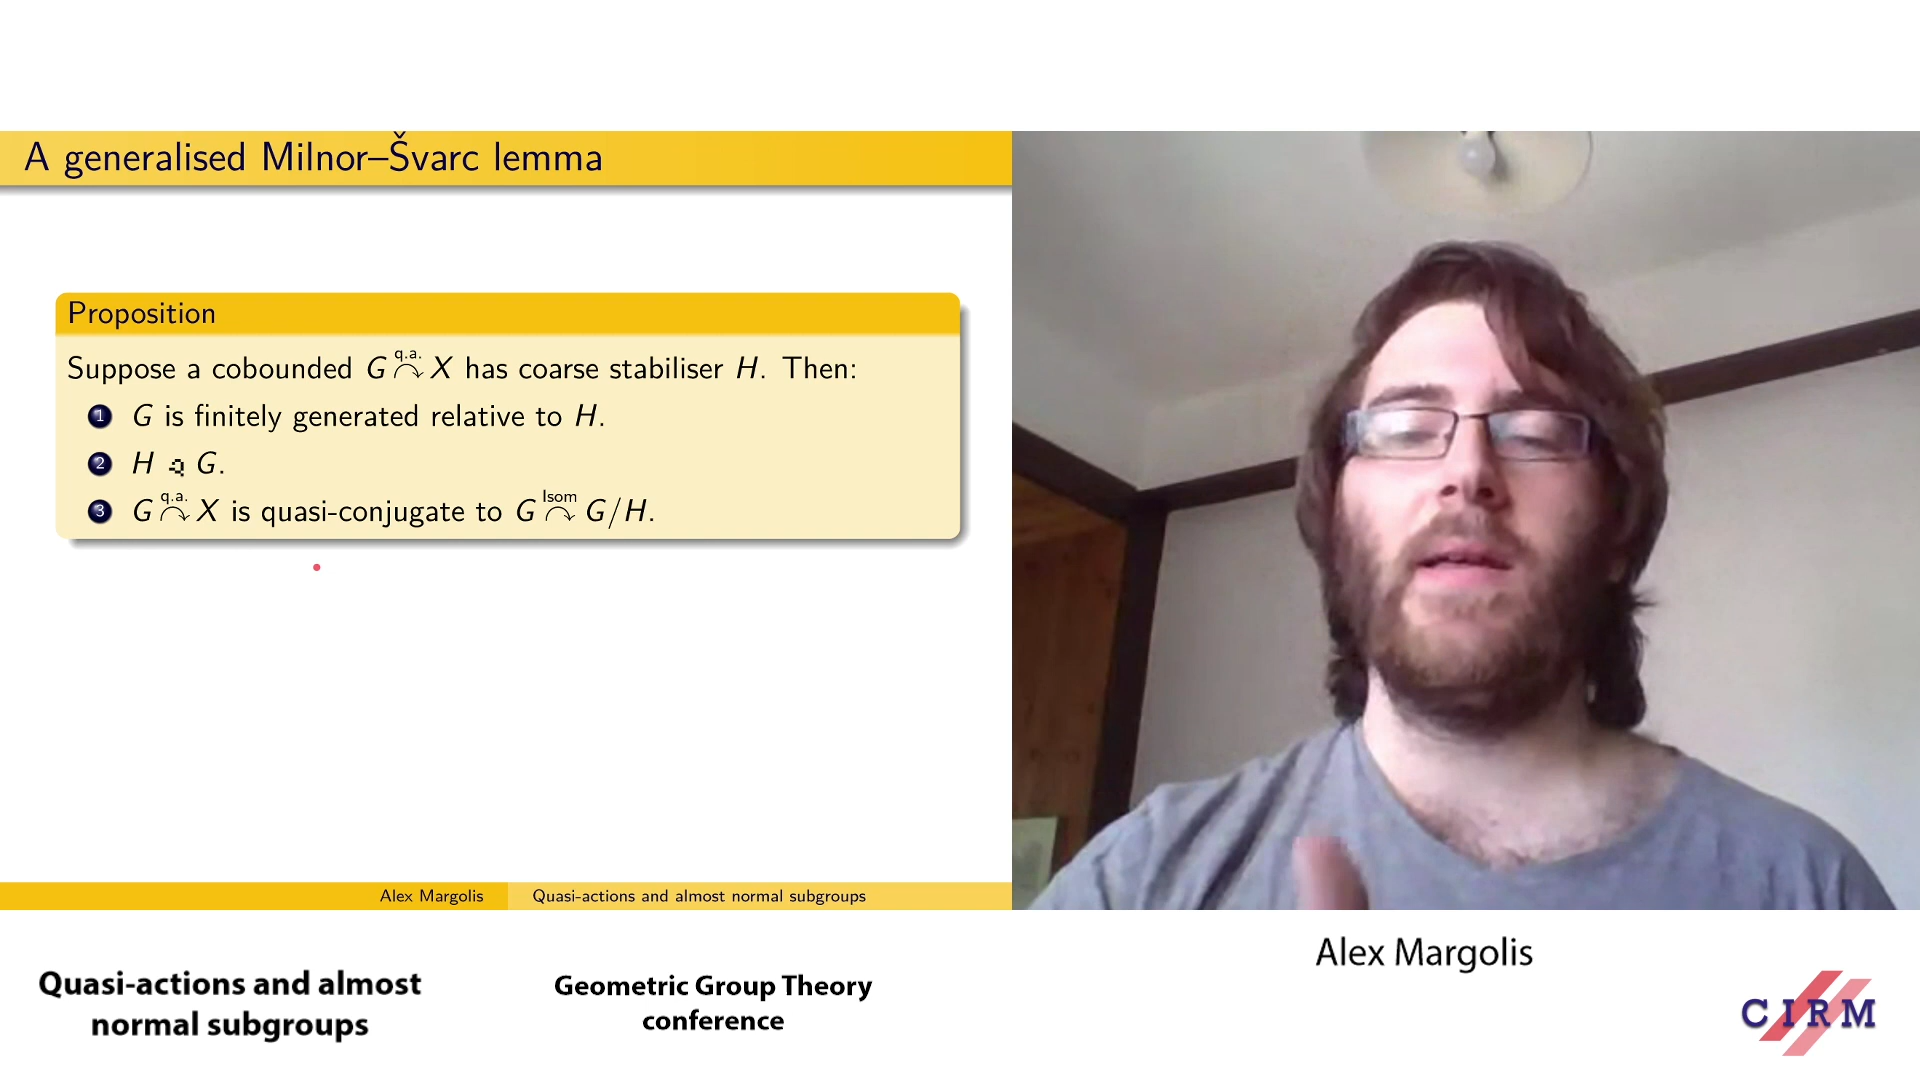 A generalised Milnor–Švarc lemma
Proposition
Suppose a cobounded G q.a.↷ X has coarse stabiliser H. Then:
1 G is finitely generated relative to H.
2 H G.
3 G q.a.↷ X is quasi-conjugate to G Isom↷ G/H.
Alex Margolis Quasi-actions and almost normal subgroups
Quasi-actions and almost
normal subgroups
Geometric Group Theory
conference
Alex Margolis
CIRM